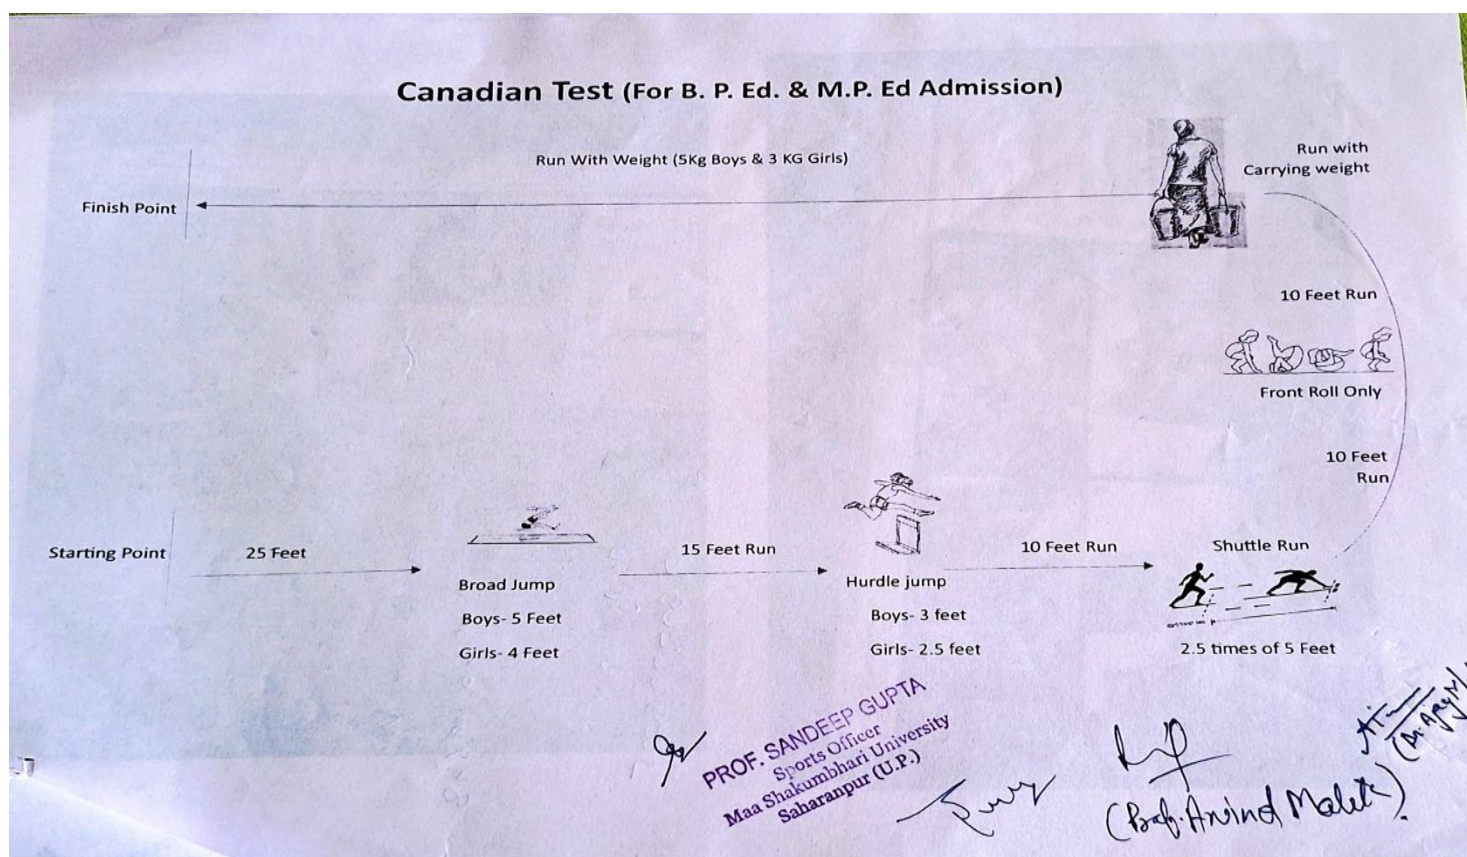 Canadian Test (For B. P. Ed. & M.P. Ed Admission)
Run With Weight (5Kg Boys & 3 KG Girls)
Run with
Carrying weight
Finish Point
10 Feet Run
Front Roll Only
10 Feet
Run
Starting Point
25 Feet
Broad Jump
Boys- 5 Feet
Girls- 4 Feet
15 Feet Run
Hurdle jump
Boys- 3 feet
Girls- 2.5 feet
10 Feet Run
Shuttle Run
2.5 times of 5 Feet
PROF. SANDEEP GUPTA
Sports Officer
Maa Shakumbhari University
Saharanpur (U.P.)
(Prof. Arvind Malik)